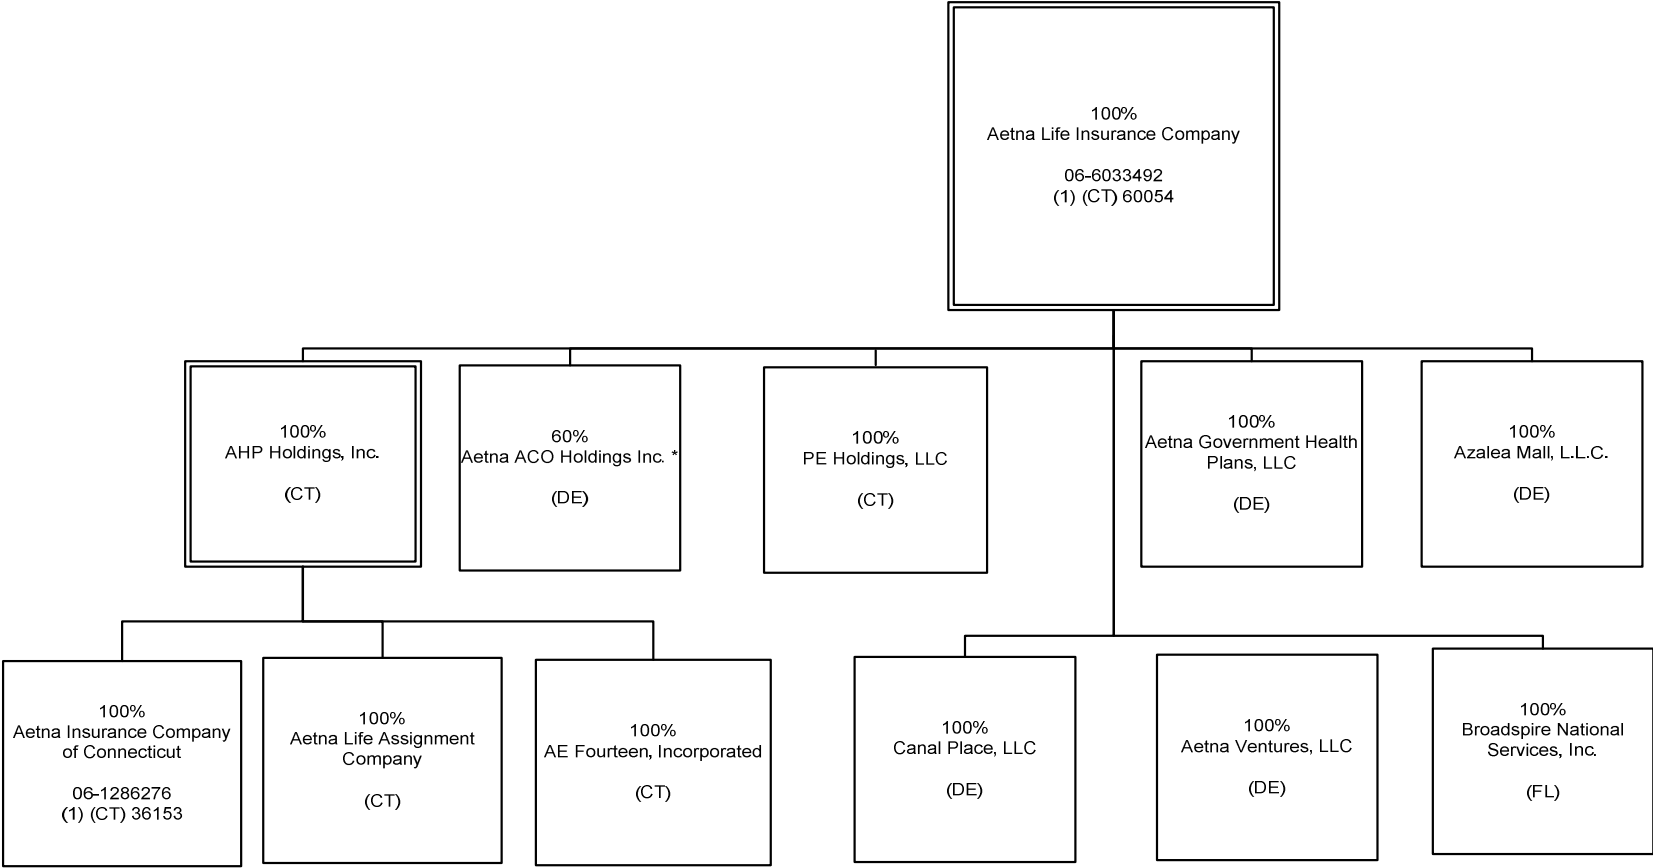 100%
Aetna Life Insurance Company
06-6033492
(1) (CT) 60054
100%
AHP Holdings, Inc.
(CT)
60%
Aetna ACO Holdings Inc. *
(DE)
100%
PE Holdings, LLC
(CT)
100%
Aetna Government Health
Plans, LLC
(DE)
100%
Azalea Mall, L.L.C.
(DE)
100%
Aetna Insurance Company
of Connecticut
06-1286276
(1) (CT) 36153
100%
Aetna Life Assignment
Company
(CT)
100%
AE Fourteen, Incorporated
(CT)
100%
Canal Place, LLC
(DE)
100%
Aetna Ventures, LLC
(DE)
100%
Broadspire National
Services, Inc.
(FL)